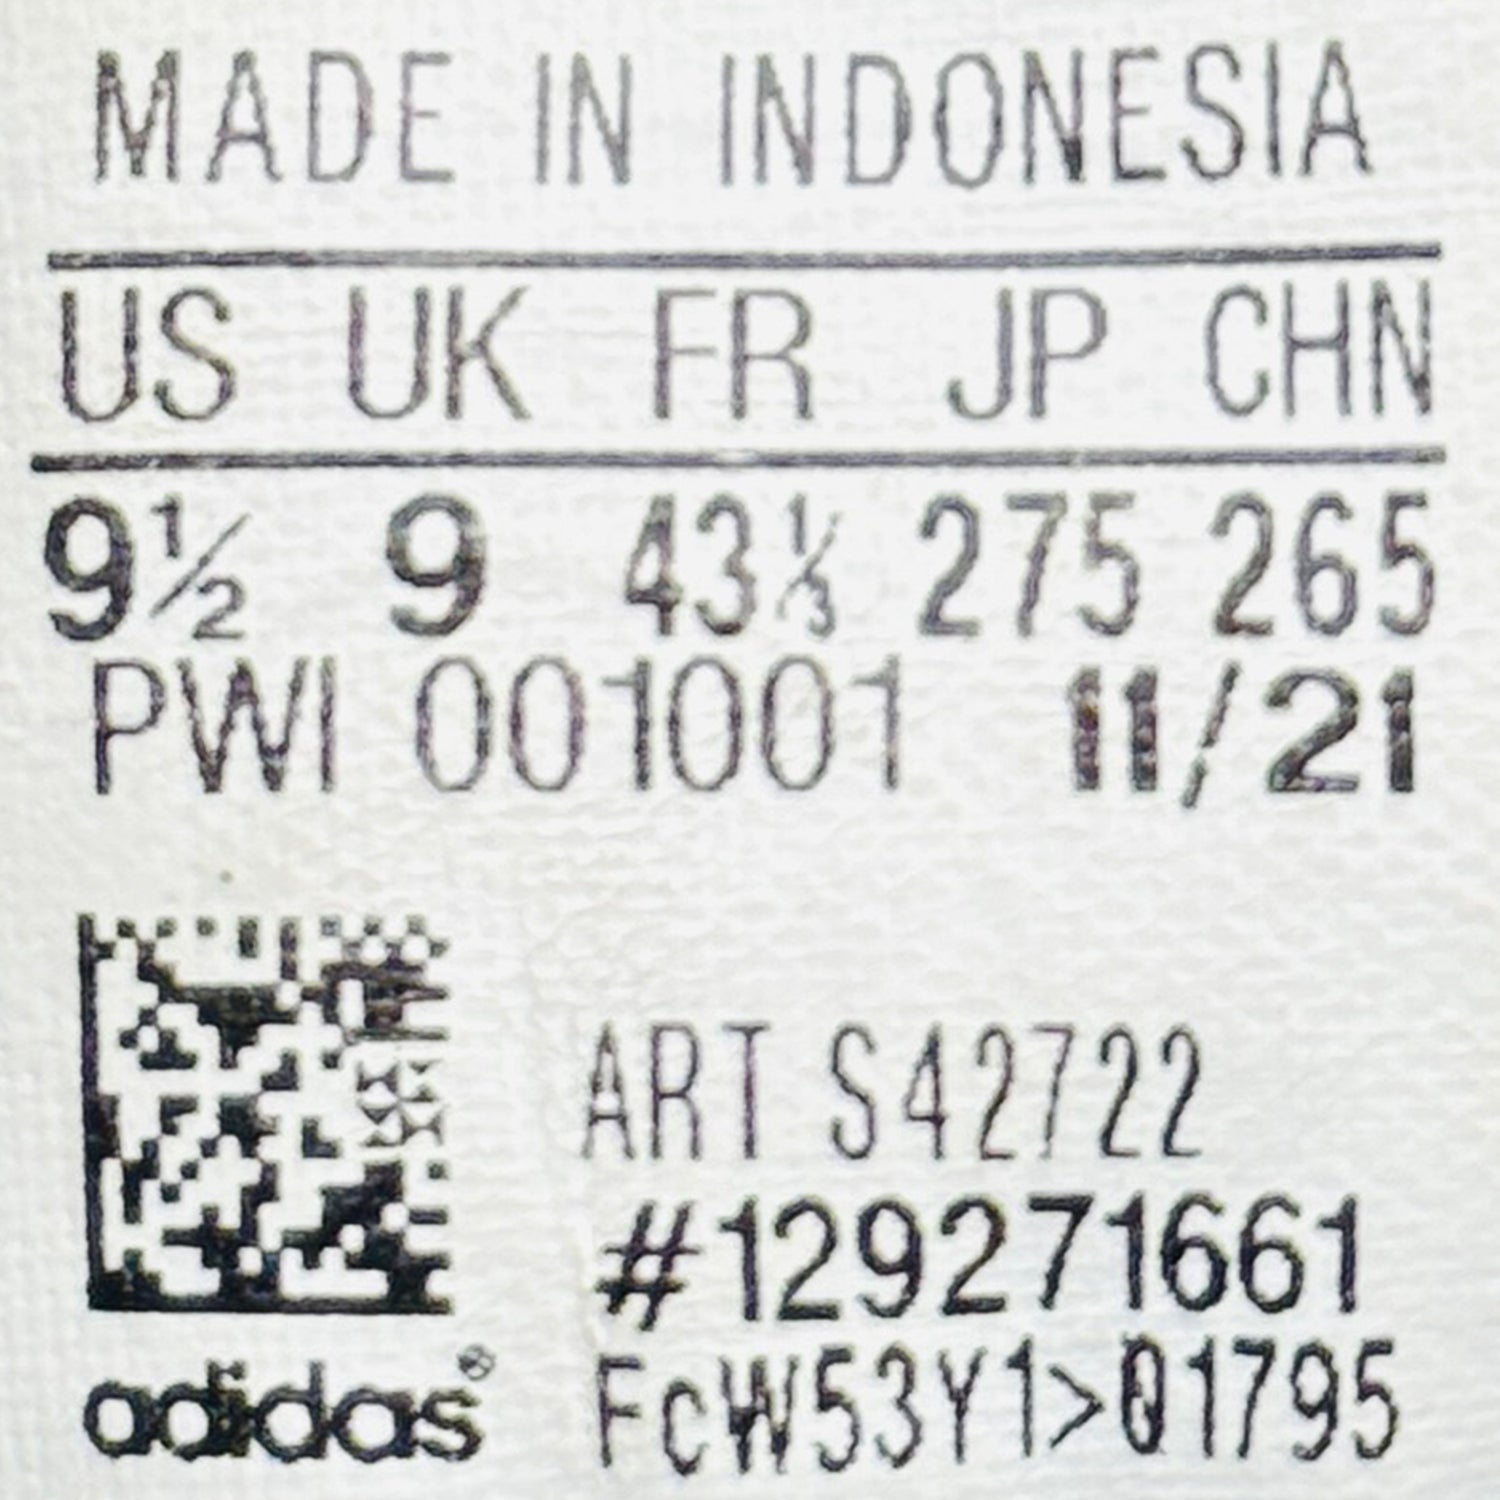 MADE IN INDONESIA
US UK FR JP CHN
9½ 9 43⅓ 275 265
PWI 001001 11/21
ART S42722
#129271661
adidas®
FcW53Y1>01795